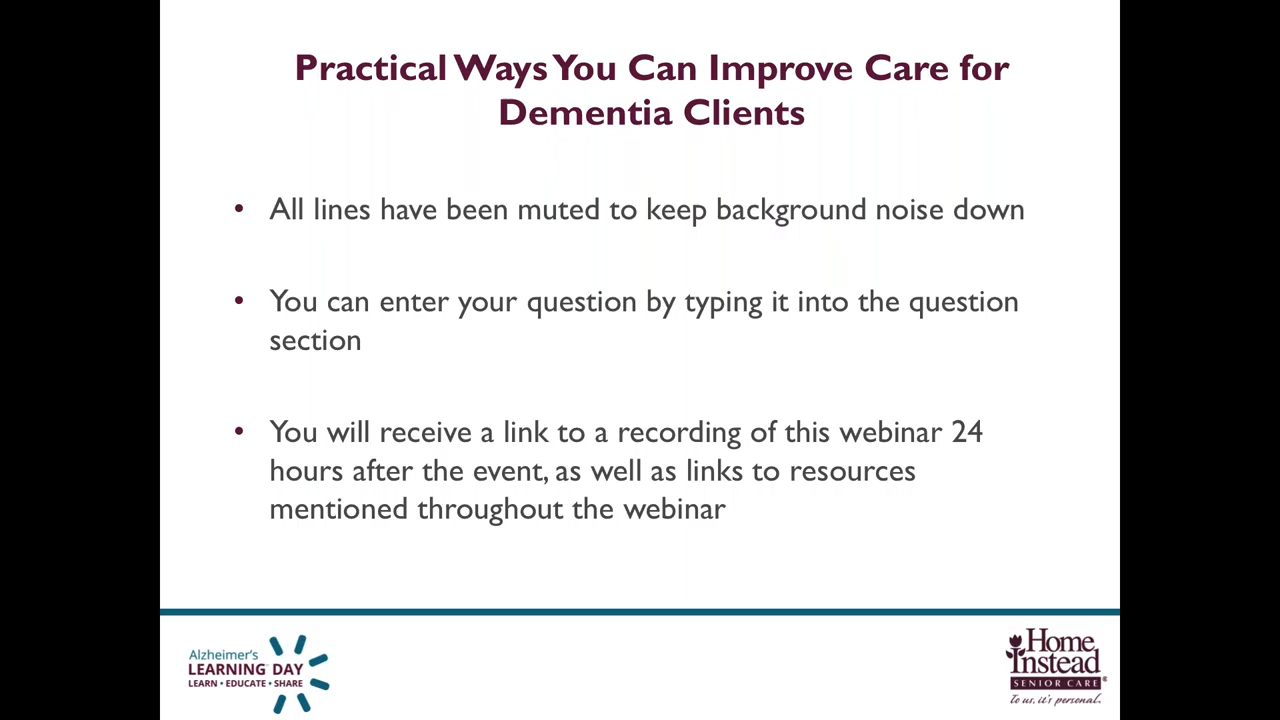 Practical Ways You Can Improve Care for
Dementia Clients
• All lines have been muted to keep background noise down
• You can enter your question by typing it into the question
section
• You will receive a link to a recording of this webinar 24
hours after the event, as well as links to resources
mentioned throughout the webinar
Alzheimer's
LEARNING™ DAY
LEARN • EDUCATE • SHARE
Home
Instead
SENIOR CARE®
To us, it's personal.